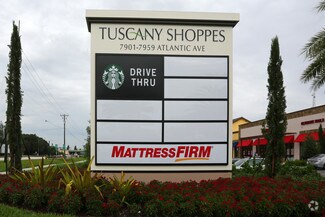 TUSCANY SHOPPES
7901-7959 ATLANTIC AVE
DRIVE
THRU
MATTRESSFIRM